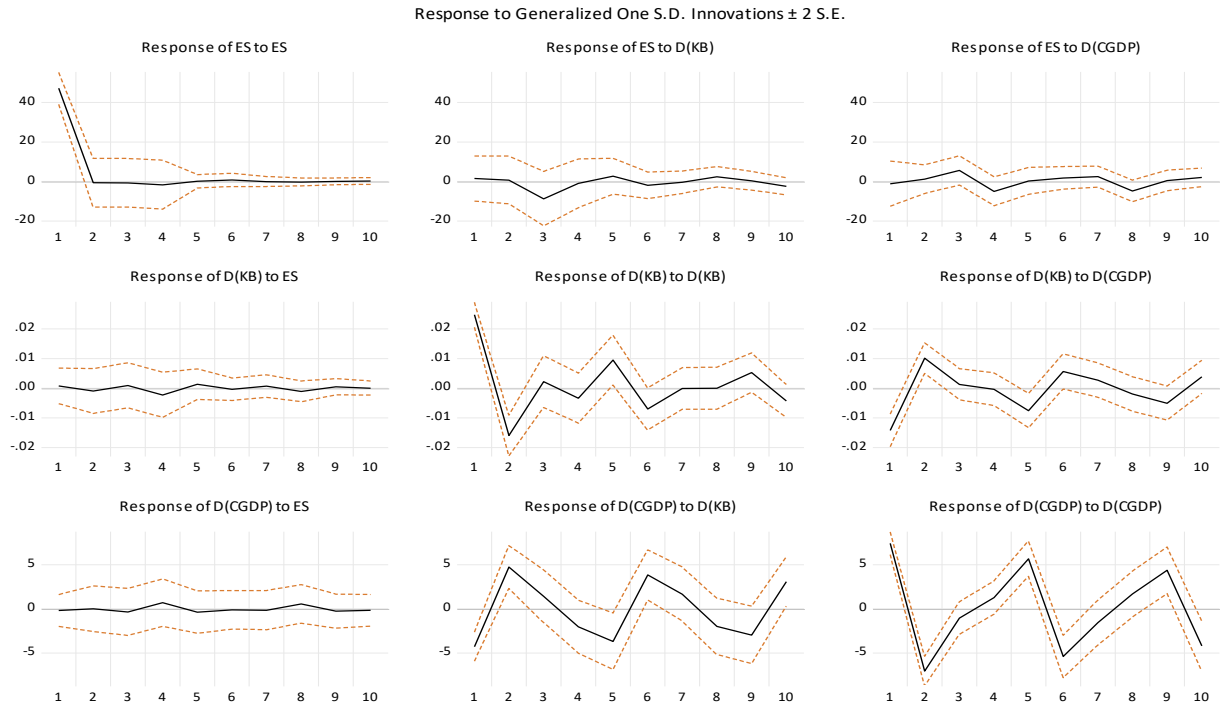 Response to Generalized One S.D. Innovations ± 2 S.E.
Response of ES to ES
40
20
0
-20
1 2 3 4 5 6 7 8 9 10
Response of ES to D(KB)
40
20
0
-20
1 2 3 4 5 6 7 8 9 10
Response of ES to D(CGDP)
40
20
0
-20
1 2 3 4 5 6 7 8 9 10
Response of D(KB) to ES
.02
.01
.00
-.01
-.02
1 2 3 4 5 6 7 8 9 10
Response of D(KB) to D(KB)
.02
.01
.00
-.01
-.02
1 2 3 4 5 6 7 8 9 10
Response of D(KB) to D(CGDP)
.02
.01
.00
-.01
-.02
1 2 3 4 5 6 7 8 9 10
Response of D(CGDP) to ES
5
0
-5
1 2 3 4 5 6 7 8 9 10
Response of D(CGDP) to D(KB)
5
0
-5
1 2 3 4 5 6 7 8 9 10
Response of D(CGDP) to D(CGDP)
5
0
-5
1 2 3 4 5 6 7 8 9 10